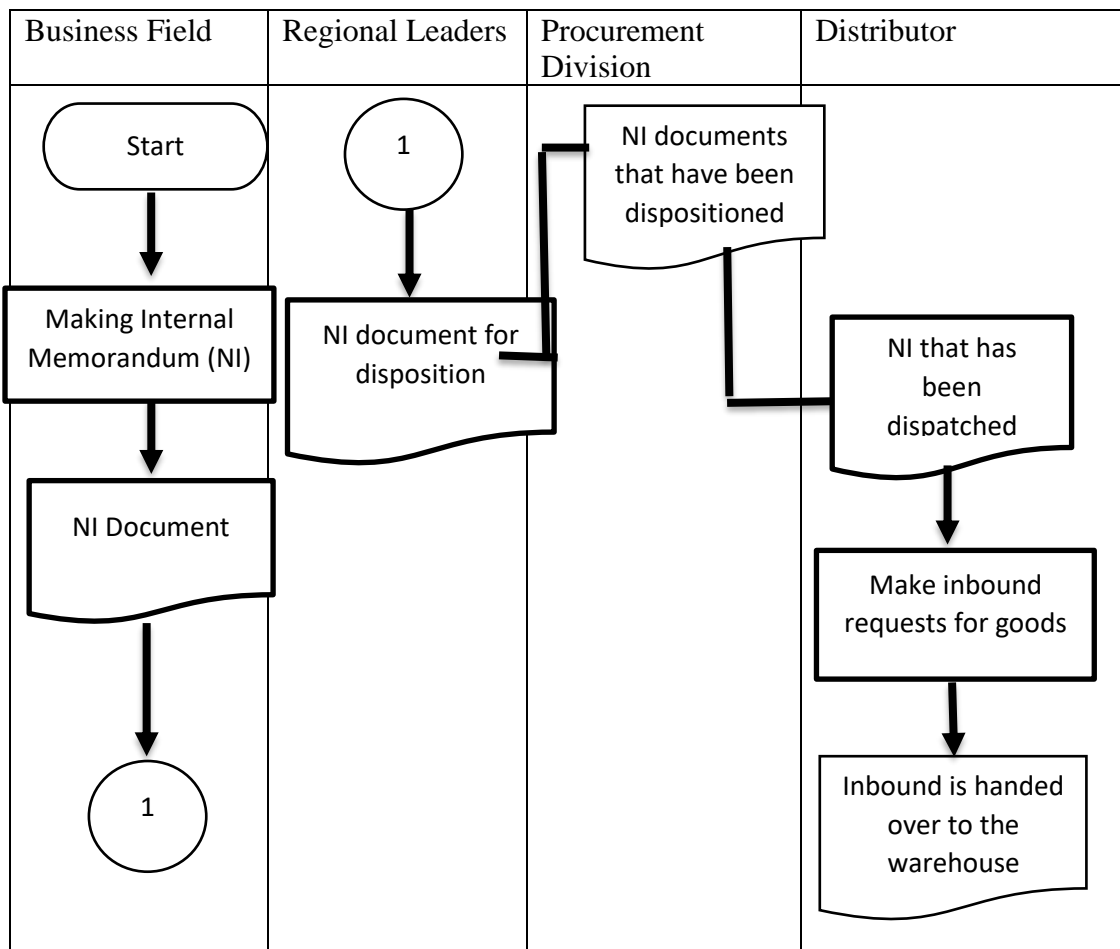 Business Field
Regional Leaders
Procurement
Division
Distributor
Start
Making Internal
Memorandum (NI)
NI Document
1
1
NI document for
disposition
NI documents
that have been
dispositioned
NI that has
been
dispatched
Make inbound
requests for goods
Inbound is handed
over to the
warehouse